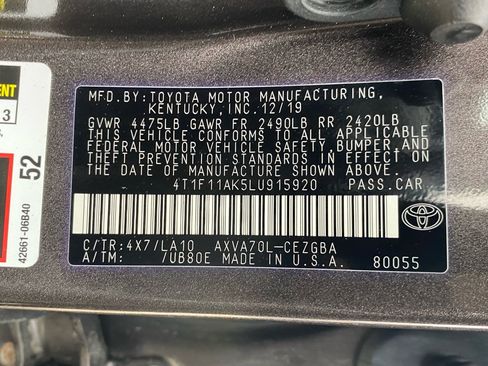 MFD.BY:TOYOTA MOTOR MANUFACTURING,
KENTUCKY, INC. 12/19
GVWR 4475LB GAWR FR 2490LB RR 2420LB
THIS VEHICLE CONFORMS TO ALL APPLICABLE
FEDERAL MOTOR VEHICLE SAFETY,BUMPER,AND
THEFT PREVENTION STANDARDS IN EFFECT ON
THE DATE OF MANUFACTURE SHOWN ABOVE.
4T1F11AK5LU915920 PASS.CAR
C/TR:4X7/LA10 AXVA70L-CEZGBA
A/TM: /UB80E MADE IN U.S.A. 80055
TOYOTA
52
42661-06B40